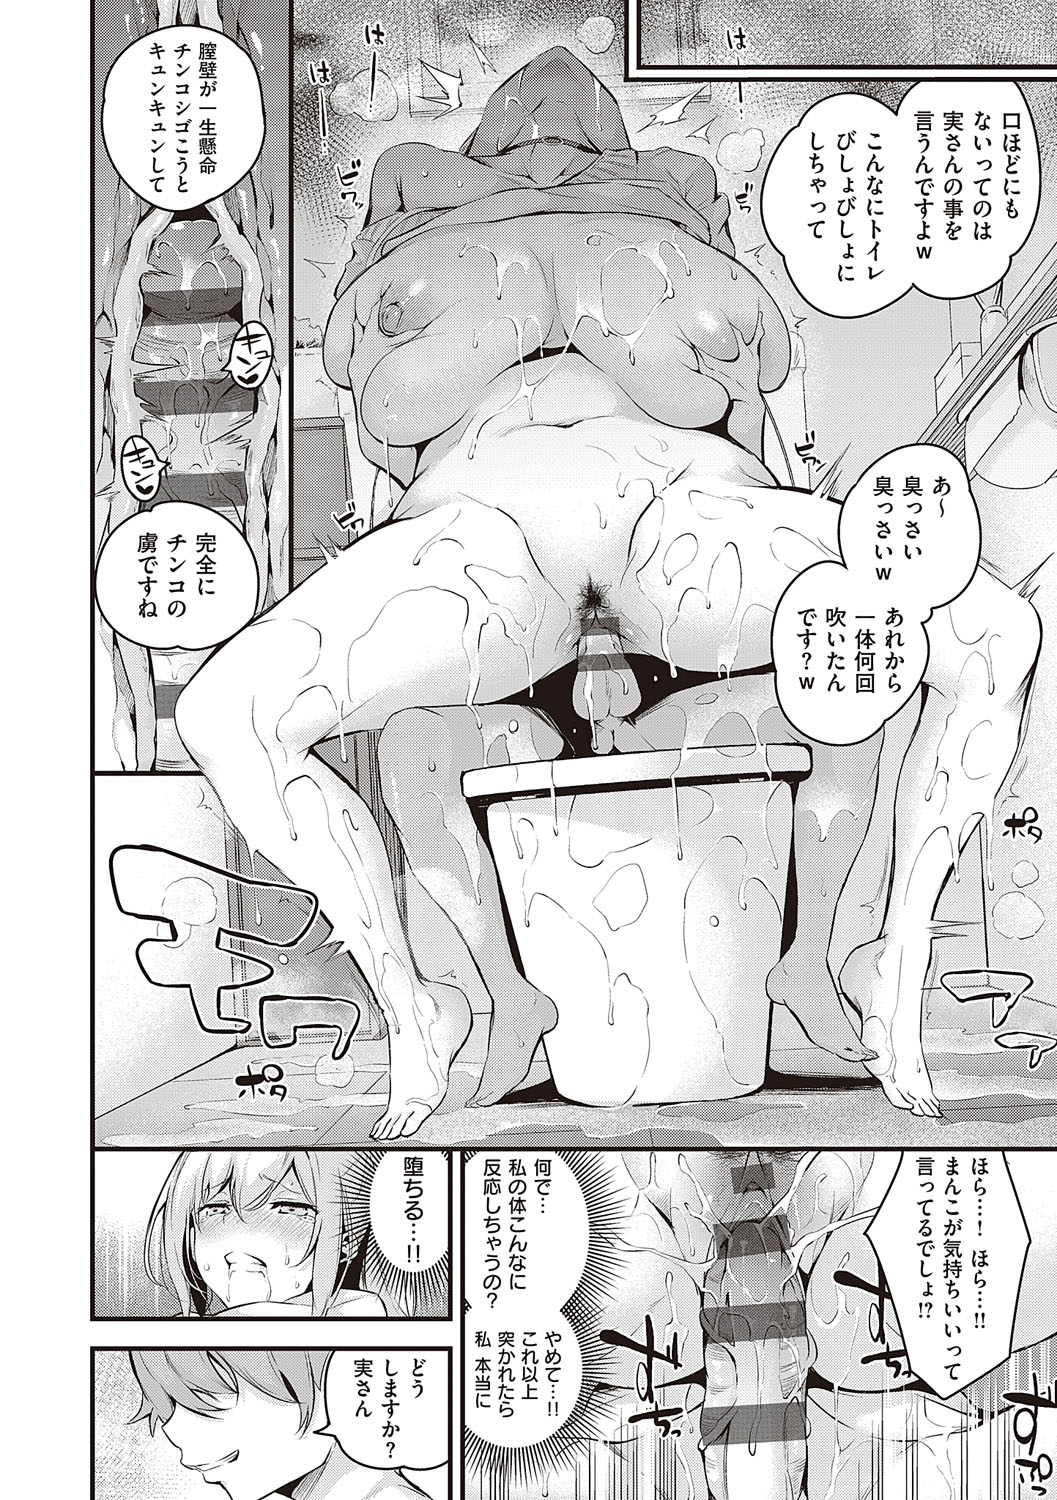 口ほどにも
ないってのは
実さんの事を
言うんですよw
こんなにトイレ
びしょびしょに
しちゃって
は――っ
は――っ
は――っ
ビワッ
あ〜
臭っさい
臭っさいw
あれから
一体何回
吹いたん
です？w
膣壁が一生懸命
チンコシゴこうと
キュンキュンして
キュン♥
キュン♥
完全に
チンコの
虜ですね
ポタ
ポタ
ほら…！ほら…!!
まんこが気持ちいいって
言ってるでしょ!?
何で…
私の体こんなに
反応しちゃうの？
やめて…!!
これ以上
突かれたら
私 本当に
堕ちる…!!
どう
しますか？
実さん